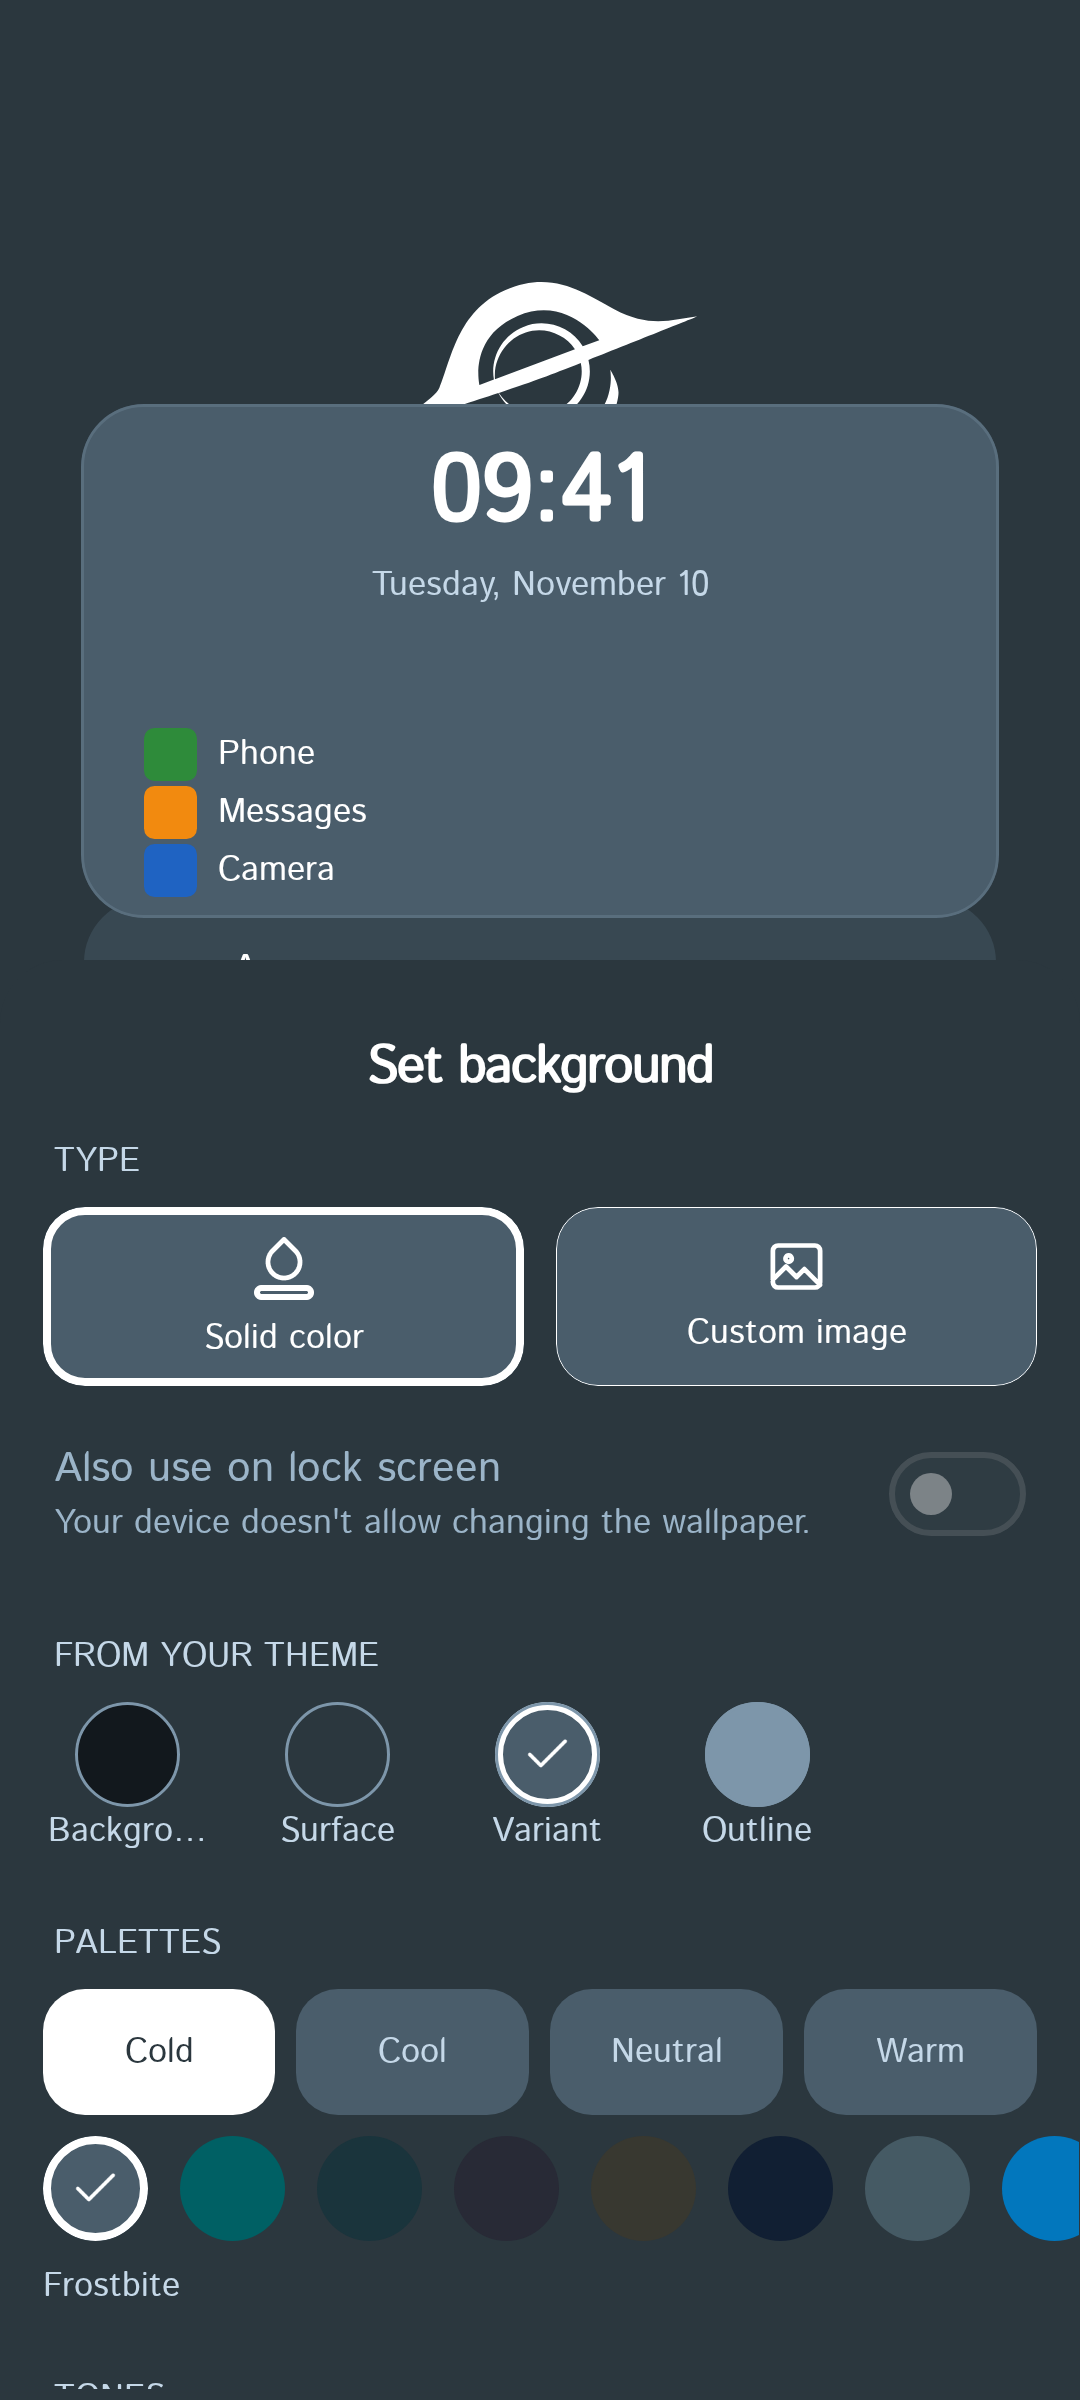 09:41
Tuesday, November 10
Phone
Messages
Camera
Set background
TYPE
Solid color
Custom image
Also use on lock screen
Your device doesn't allow changing the wallpaper.
FROM YOUR THEME
Backgro...
Surface
Variant
Outline
PALETTES
Cold
Cool
Neutral
Warm
Frostbite